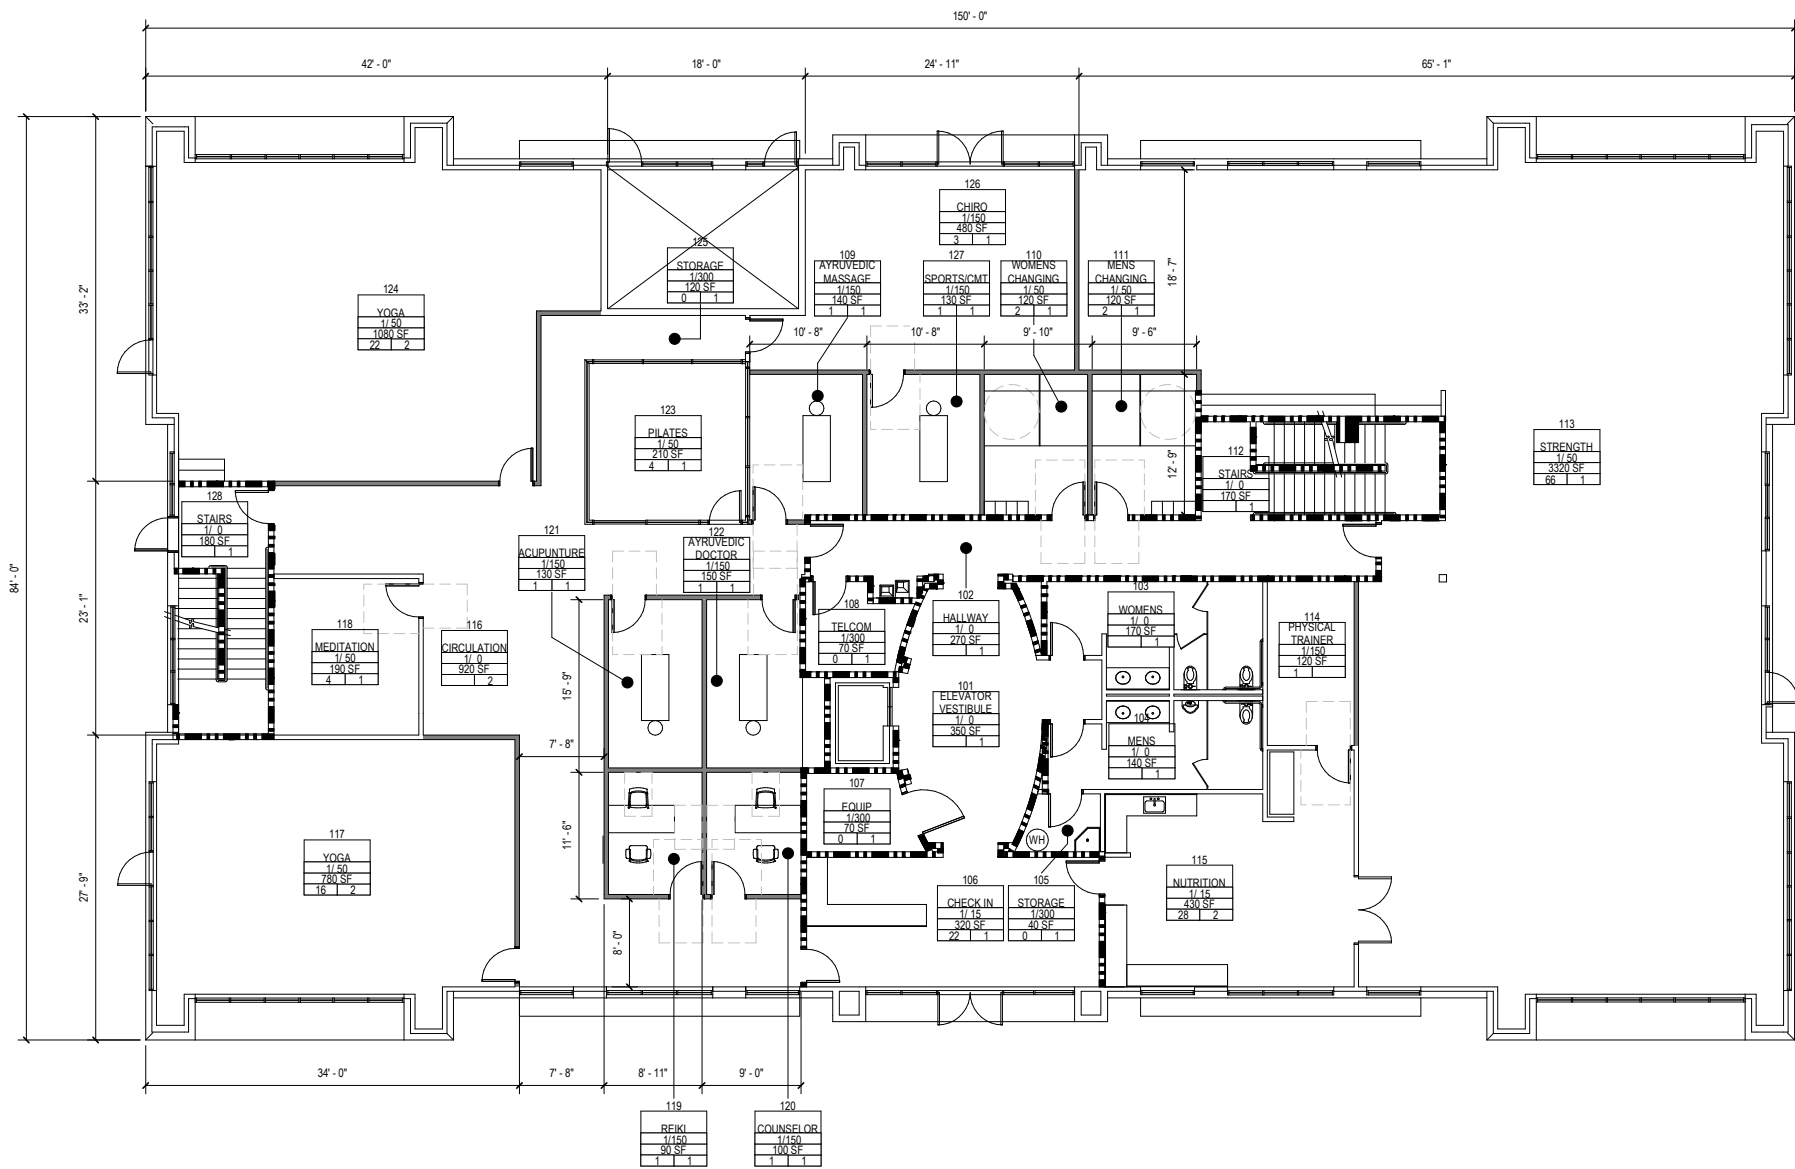 150' - 0"
42' - 0"
18' - 0"
24' - 11"
65' - 1"
84' - 0"
33' - 2"
23' - 1"
27' - 9"
126
CHIRO
1/150
480 SF
3 1
125
STORAGE
1/300
120 SF
0 1
109
AYRUVEDIC
MASSAGE
1/150
140 SF
1 1
127
SPORTS/CMT
1/150
130 SF
1 1
110
WOMENS
CHANGING
1/ 50
120 SF
2 1
111
MENS
CHANGING
1/ 50
120 SF
2 1
18' - 7"
124
YOGA
1/ 50
1080 SF
22 2
10' - 8"
10' - 8"
9' - 10"
9' - 6"
12' - 9"
123
PILATES
1/ 50
210 SF
4 1
113
STRENGTH
1/ 50
3320 SF
66 1
112
STAIRS
1/ 0
170 SF
1
128
STAIRS
1/ 0
180 SF
1
121
ACUPUNTURE
1/150
130 SF
1 1
122
AYRUVEDIC
DOCTOR
1/150
150 SF
1 1
118
MEDITATION
1/ 50
190 SF
4 1
116
CIRCULATION
1/ 0
920 SF
2
108
TELCOM
1/300
70 SF
0 1
102
HALLWAY
1/ 0
270 SF
1
103
WOMENS
1/ 0
170 SF
1
114
PHYSICAL
TRAINER
1/150
120 SF
1 1
15' - 9"
101
ELEVATOR
VESTIBULE
1/ 0
350 SF
1
104
MENS
1/ 0
140 SF
1
7' - 8"
107
EQUIP
1/300
70 SF
0 1
11' - 6"
WH
117
YOGA
1/ 50
780 SF
16 2
115
NUTRITION
1/ 15
430 SF
28 2
106
CHECK IN
1/ 15
320 SF
22 1
105
STORAGE
1/300
40 SF
0 1
8' - 0"
34' - 0"
7' - 8"
8' - 11"
9' - 0"
119
REIKI
1/150
90 SF
1 1
120
COUNSELOR
1/150
100 SF
1 1